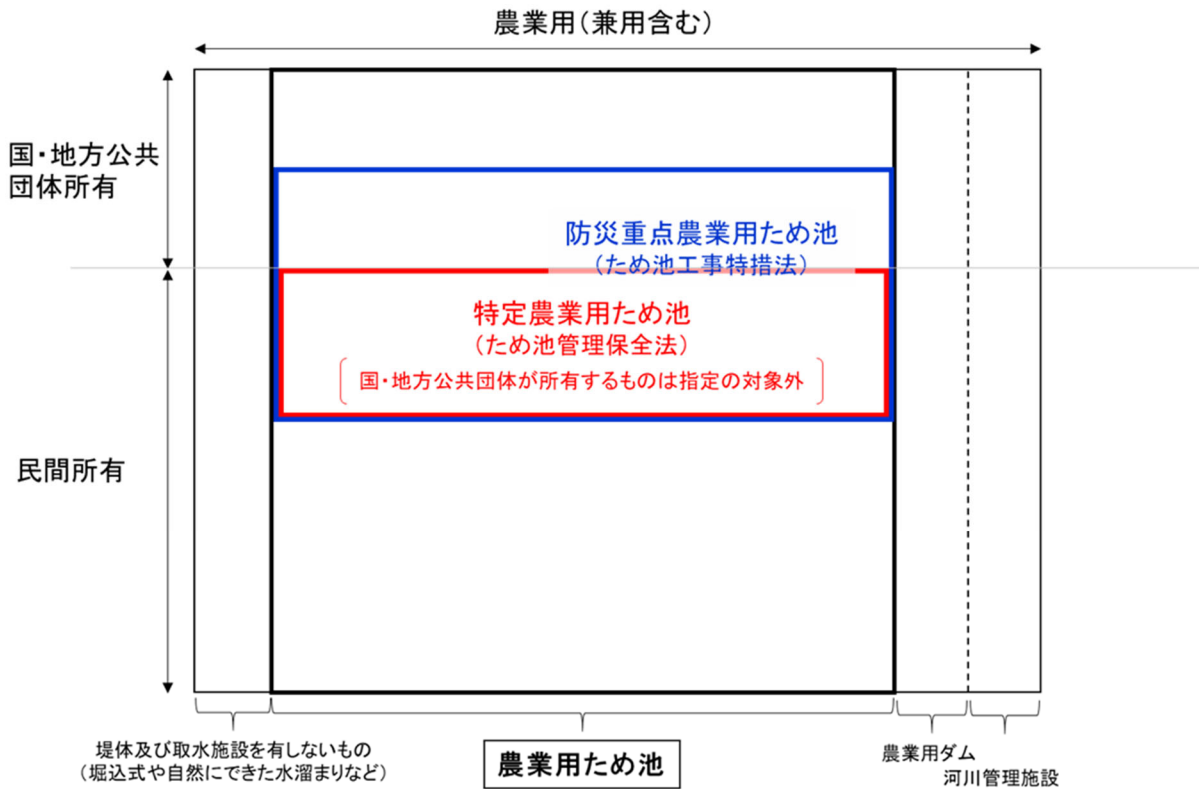 農業用(兼用含む)
国・地方公共
団体所有
防災重点農業用ため池
(ため池工事特措法)
特定農業用ため池
(ため池管理保全法)
国・地方公共団体が所有するものは指定の対象外
民間所有
堤体及び取水施設を有しないもの
(堀込式や自然にできた水溜まりなど)
農業用ため池
農業用ダム
河川管理施設